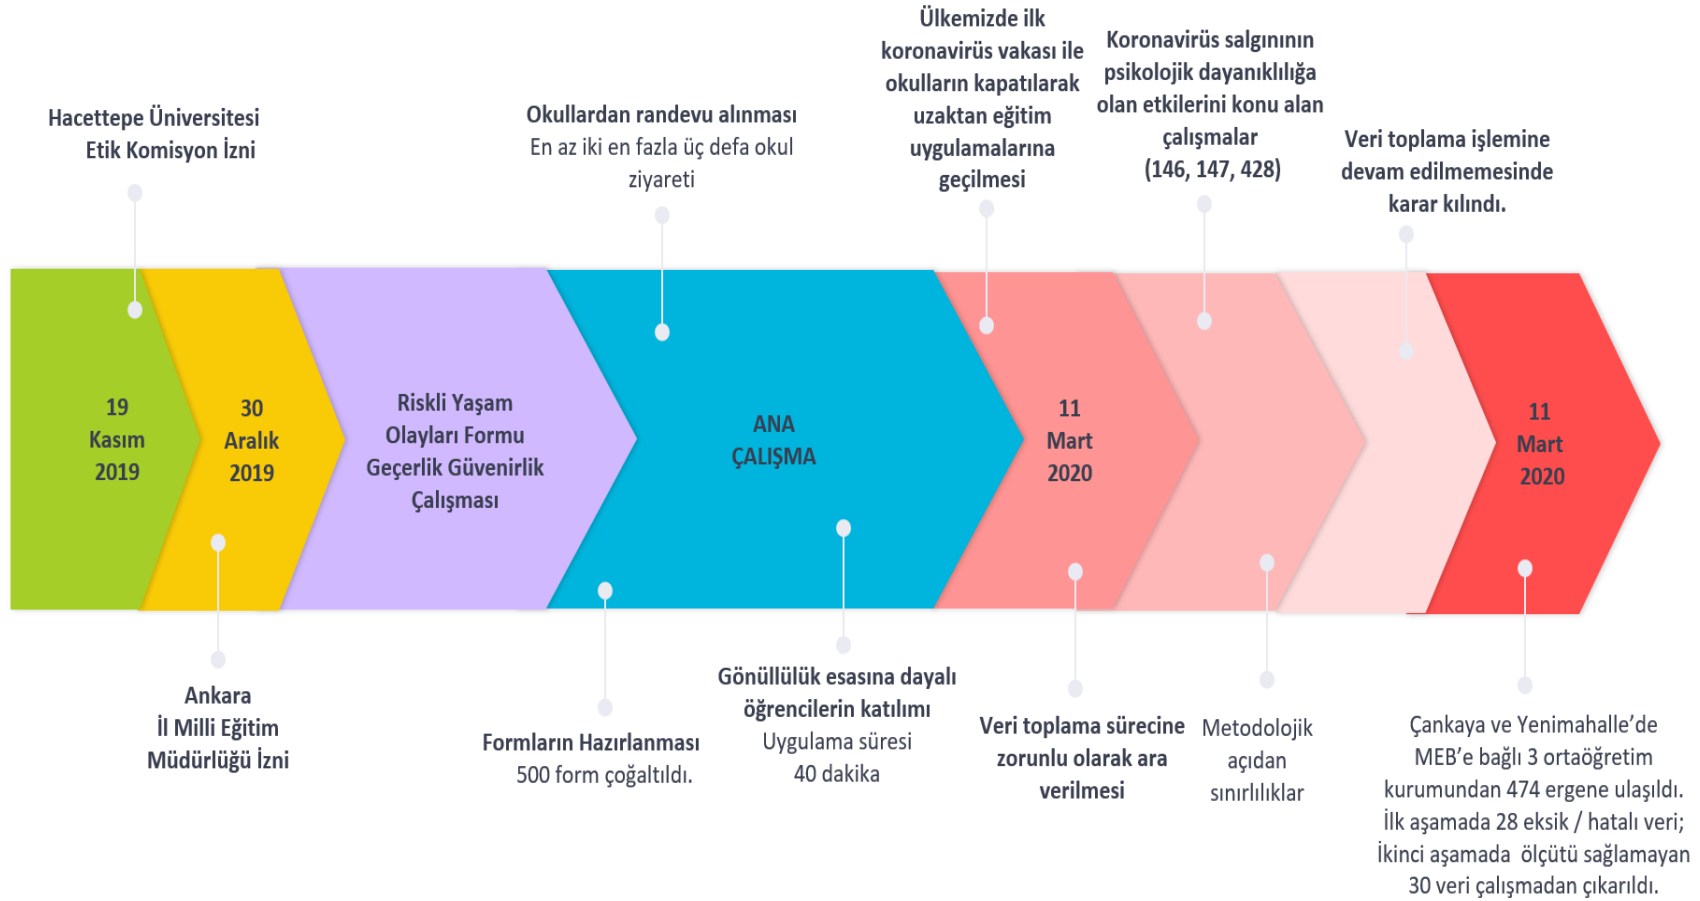 Hacettepe Üniversitesi
Etik Komisyon İzni
Okullardan randevu alınması
En az iki en fazla üç defa okul
ziyareti
Ülkemizde ilk
koronavirüs vakası ile
okulların kapatılarak
uzaktan eğitim
uygulamalarına
geçilmesi
Koronavirüs salgınının
psikolojik dayanıklılığa
olan etkilerini konu alan
çalışmalar
(146, 147, 428)
Veri toplama işlemine
devam edilmemesinde
karar kılındı.
19
Kasım
2019
30
Aralık
2019
Riskli Yaşam
Olayları Formu
Geçerlik Güvenirlik
Çalışması
ANA
ÇALIŞMA
11
Mart
2020
11
Mart
2020
Ankara
İl Milli Eğitim
Müdürlüğü İzni
Formların Hazırlanması
500 form çoğaltıldı.
Gönüllülük esasına dayalı
öğrencilerin katılımı
Uygulama süresi
40 dakika
Veri toplama sürecine
zorunlu olarak ara
verilmesi
Metodolojik
açıdan
sınırlılıklar
Çankaya ve Yenimahalle’de
MEB’e bağlı 3 ortaöğretim
kurumundan 474 ergene ulaşıldı.
İlk aşamada 28 eksik / hatalı veri;
İkinci aşamada ölçütü sağlamayan
30 veri çalışmadan çıkarıldı.